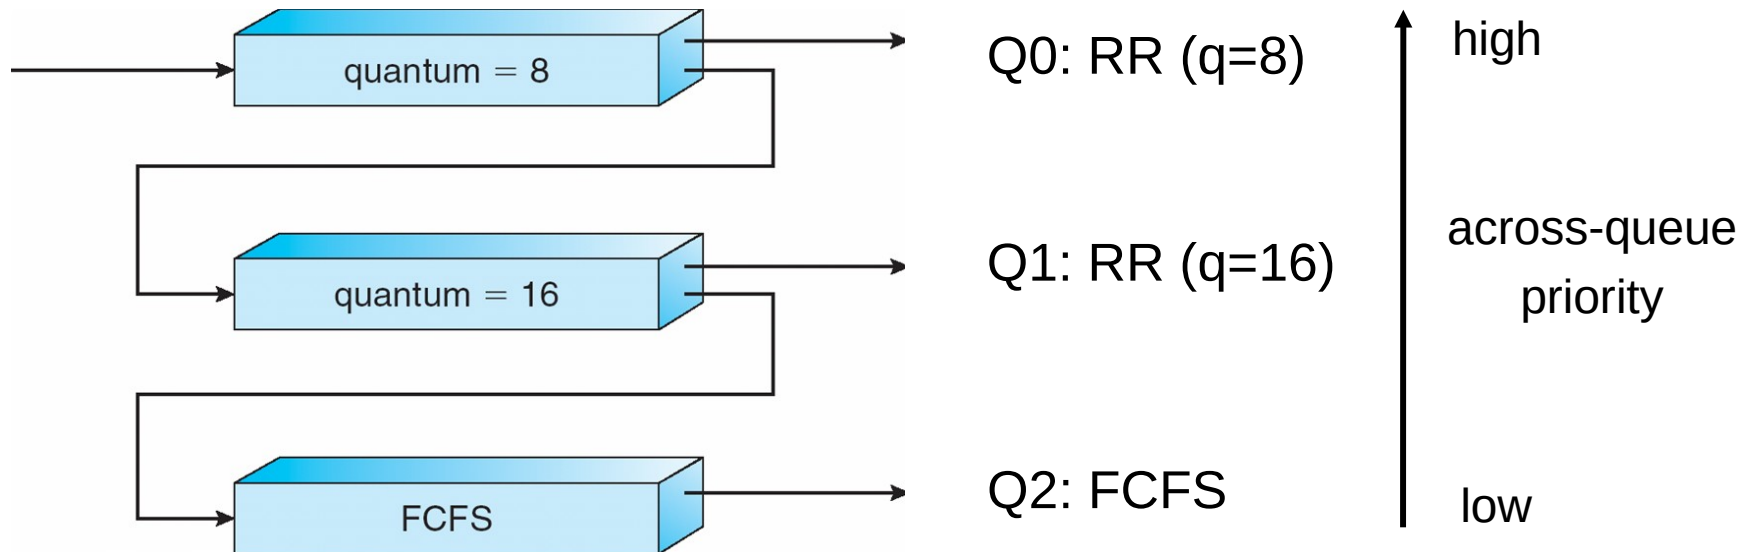 quantum = 8
Q0: RR (q=8)
high
quantum = 16
Q1: RR (q=16)
across-queue
priority
FCFS
Q2: FCFS
low